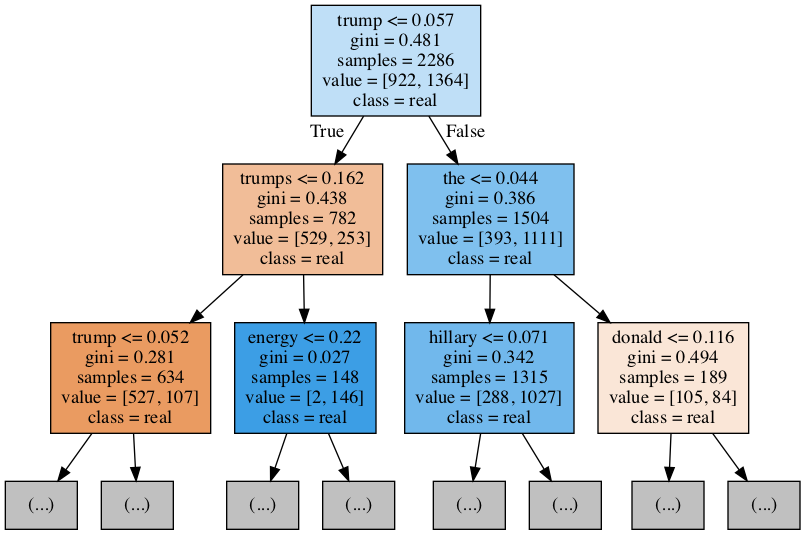 trump <= 0.057
gini = 0.481
samples = 2286
value = [922, 1364]
class = real
True
False
trumps <= 0.162
gini = 0.438
samples = 782
value = [529, 253]
class = real
the <= 0.044
gini = 0.386
samples = 1504
value = [393, 1111]
class = real
trump <= 0.052
gini = 0.281
samples = 634
value = [527, 107]
class = real
energy <= 0.22
gini = 0.027
samples = 148
value = [2, 146]
class = real
hillary <= 0.071
gini = 0.342
samples = 1315
value = [288, 1027]
class = real
donald <= 0.116
gini = 0.494
samples = 189
value = [105, 84]
class = real
(...)
(...)
(...)
(...)
(...)
(...)
(...)
(...)